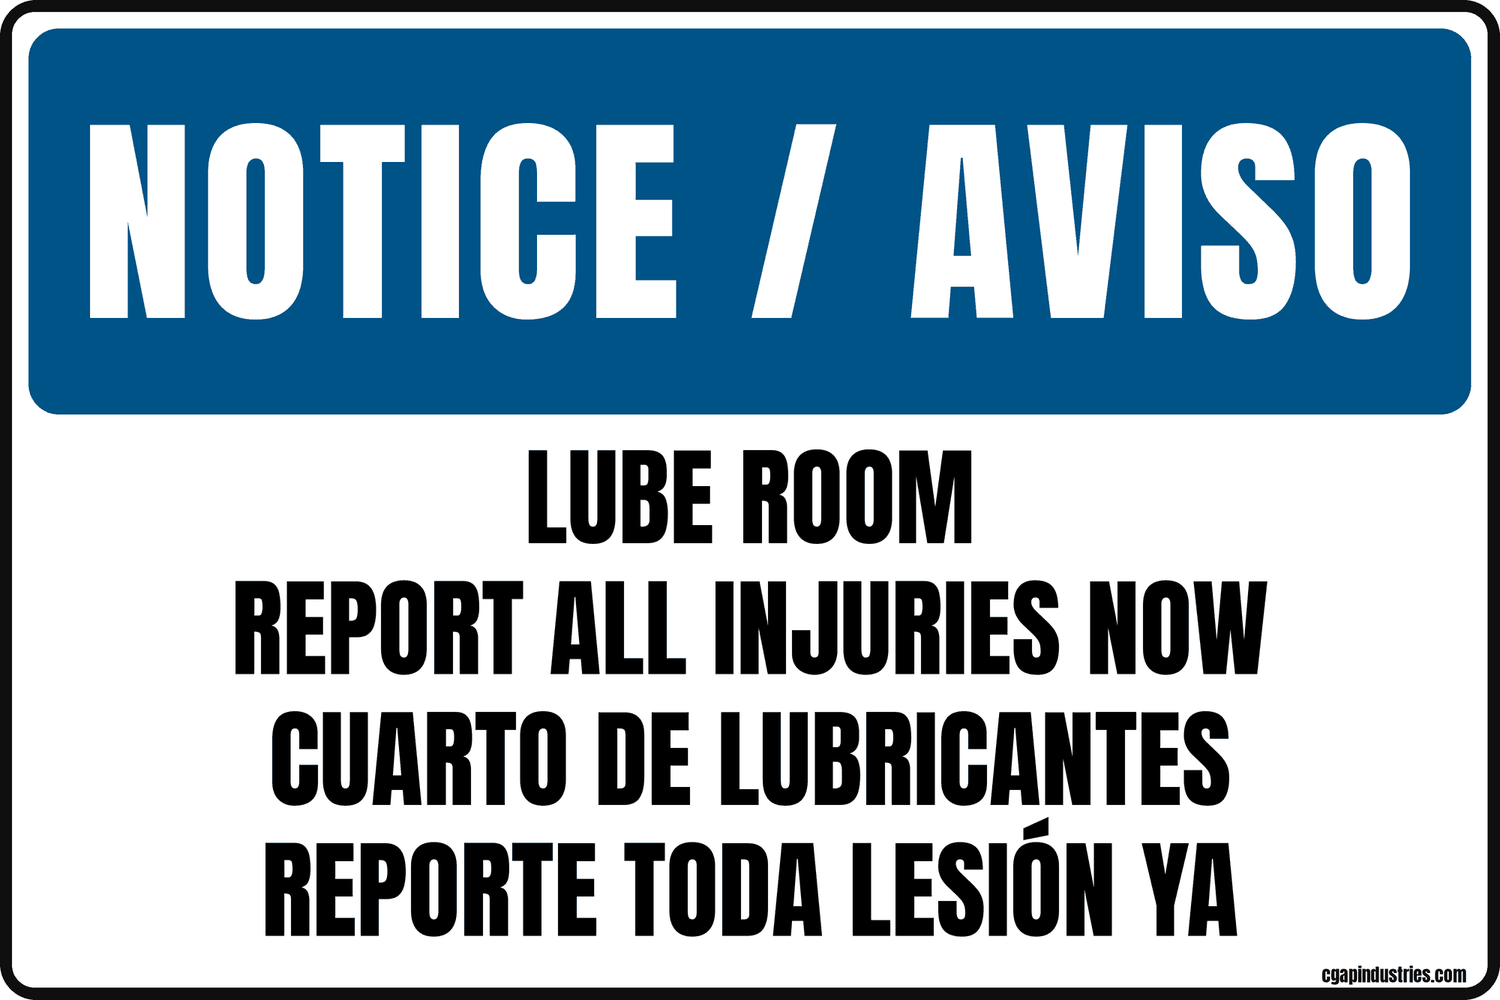 NOTICE / AVISO
LUBE ROOM
REPORT ALL INJURIES NOW
CUARTO DE LUBRICANTES
REPORTE TODA LESIÓN YA
cgapindustries.com